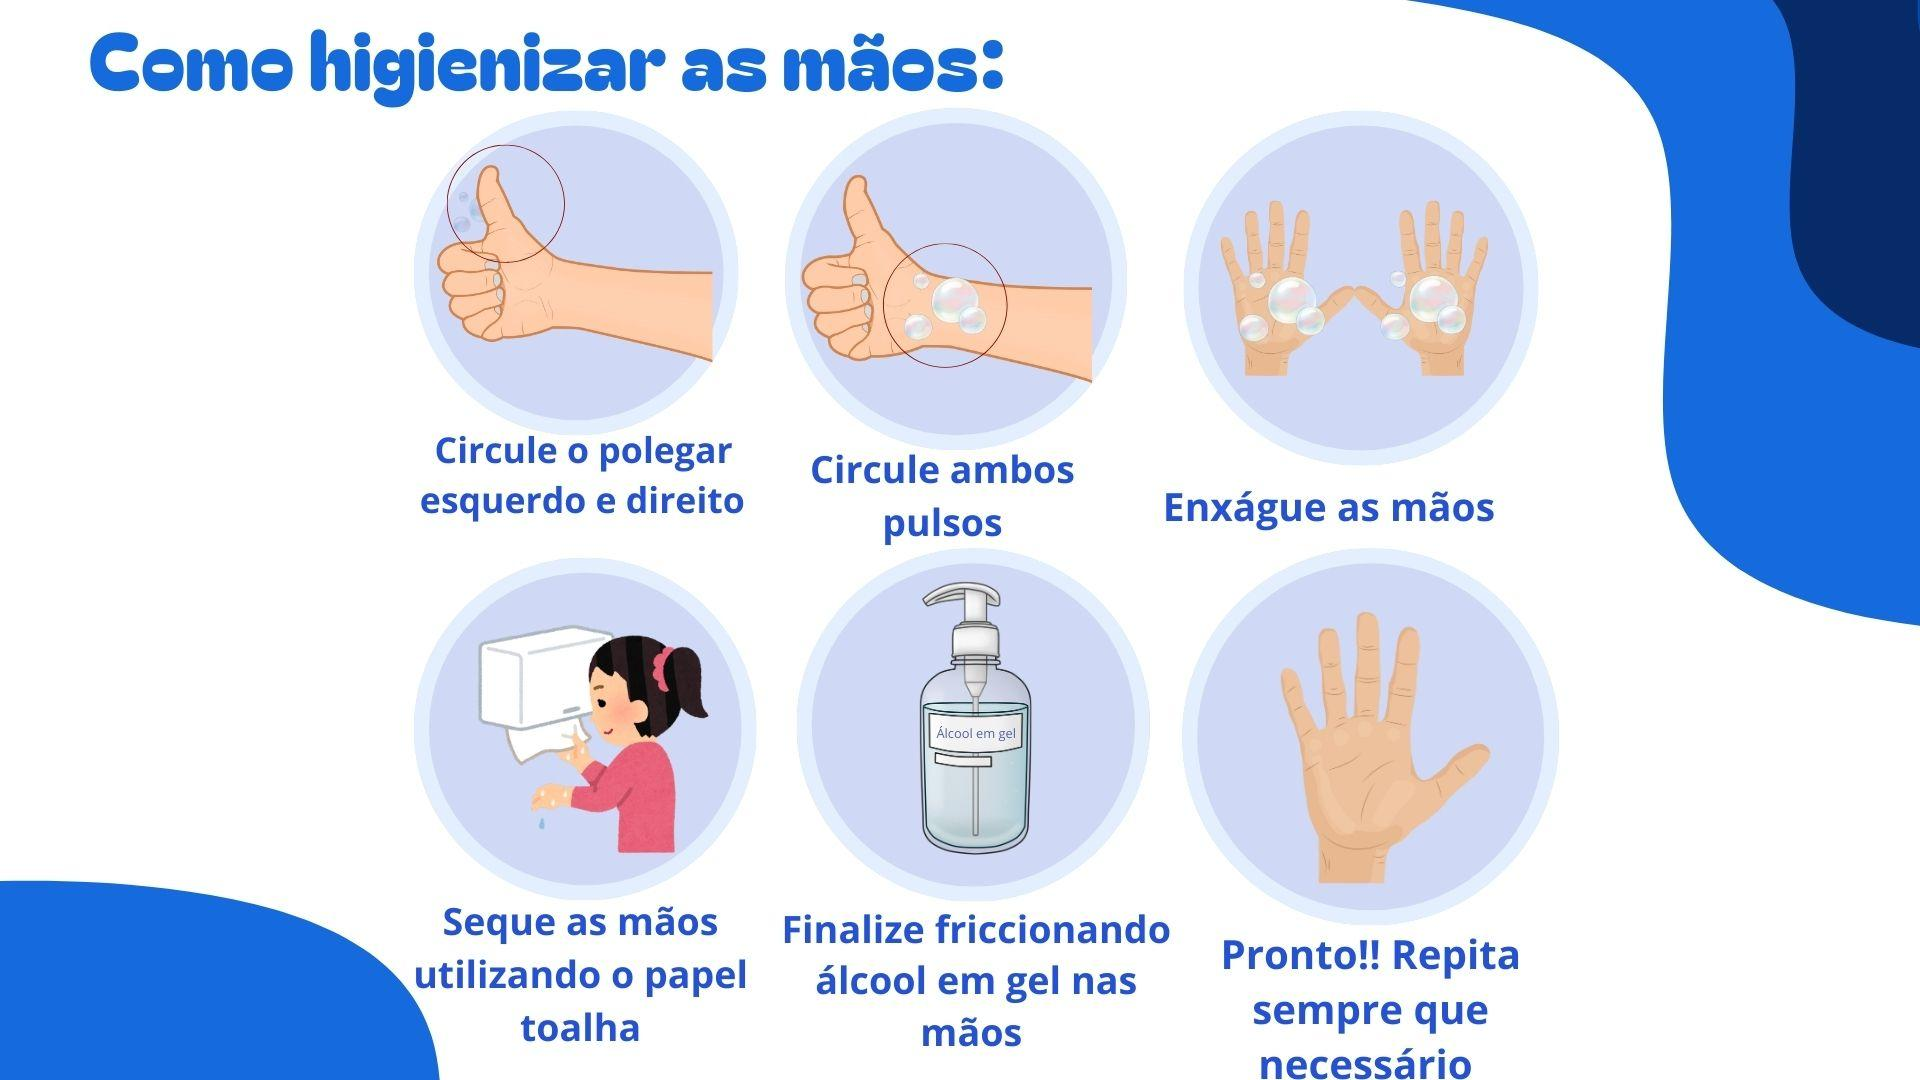 Como higienizar as mãos:
Circule o polegar
esquerdo e direito
Circule ambos
pulsos
Enxágue as mãos
Álcool em gel
Seque as mãos
utilizando o papel
toalha
Finalize friccionando
álcool em gel nas
mãos
Pronto!! Repita
sempre que
necessário